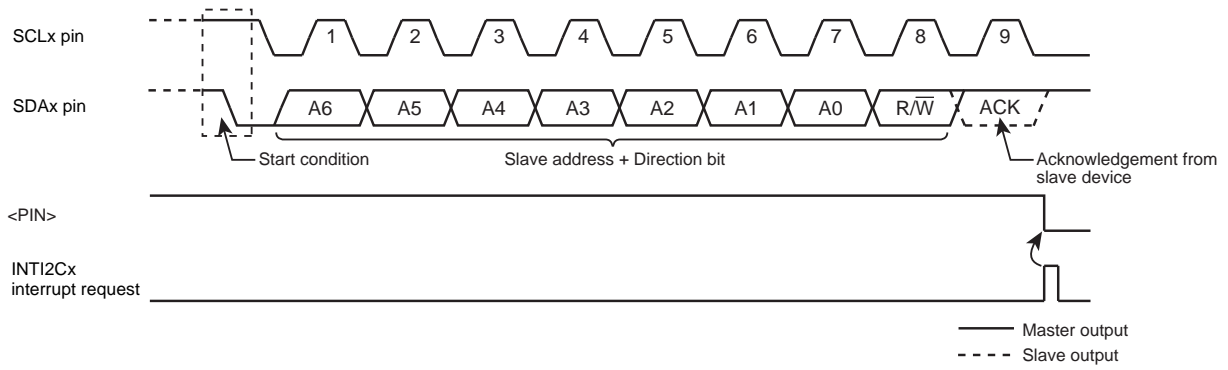 SCLx pin
1 2 3 4 5 6 7 8 9
SDAx pin
A6 A5 A4 A3 A2 A1 A0 R/W̅ ACK
Start condition
Slave address + Direction bit
Acknowledgement from
slave device
<PIN>
INTI2Cx
interrupt request
Master output
Slave output